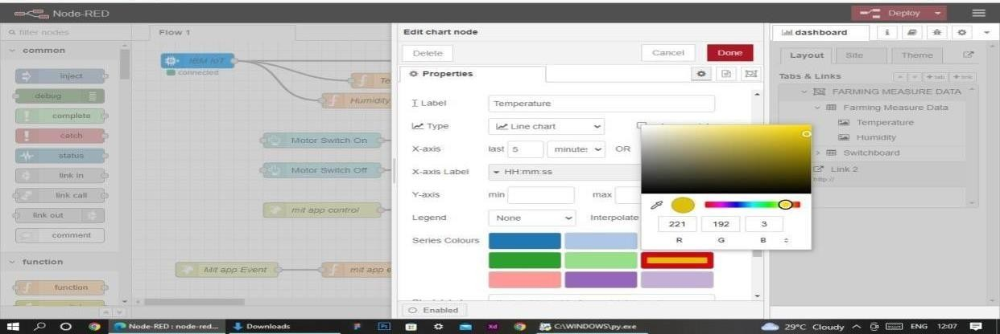 Node-RED
Deploy
filter nodes
common
inject
debug
complete
catch
status
link in
link call
link out
comment
function
function
Flow 1
IBM IoT
connected
Te
Humidity
Motor Switch On
Motor Switch Off
mit app control
Mit app Event
mit app e
Edit chart node
Delete
Cancel
Done
Properties
Label
Temperature
Type
Line chart
X-axis
last
5
OR
X-axis Label
HH:mm:ss
Y-axis
min
max
Legend
None
Interpolate
Series Colours
221
192
3
R
G
B
Enabled
dashboard
i
Layout
Site
Theme
Tabs & Links
+ tab
+ link
FARMING MEASURE DATA
Farming Measure Data
Temperature
Humidity
Switchboard
Link 2
http://
Node-RED : node-red...
Downloads
C:\WINDOWS\py.exe
29°C Cloudy
ENG
12:07